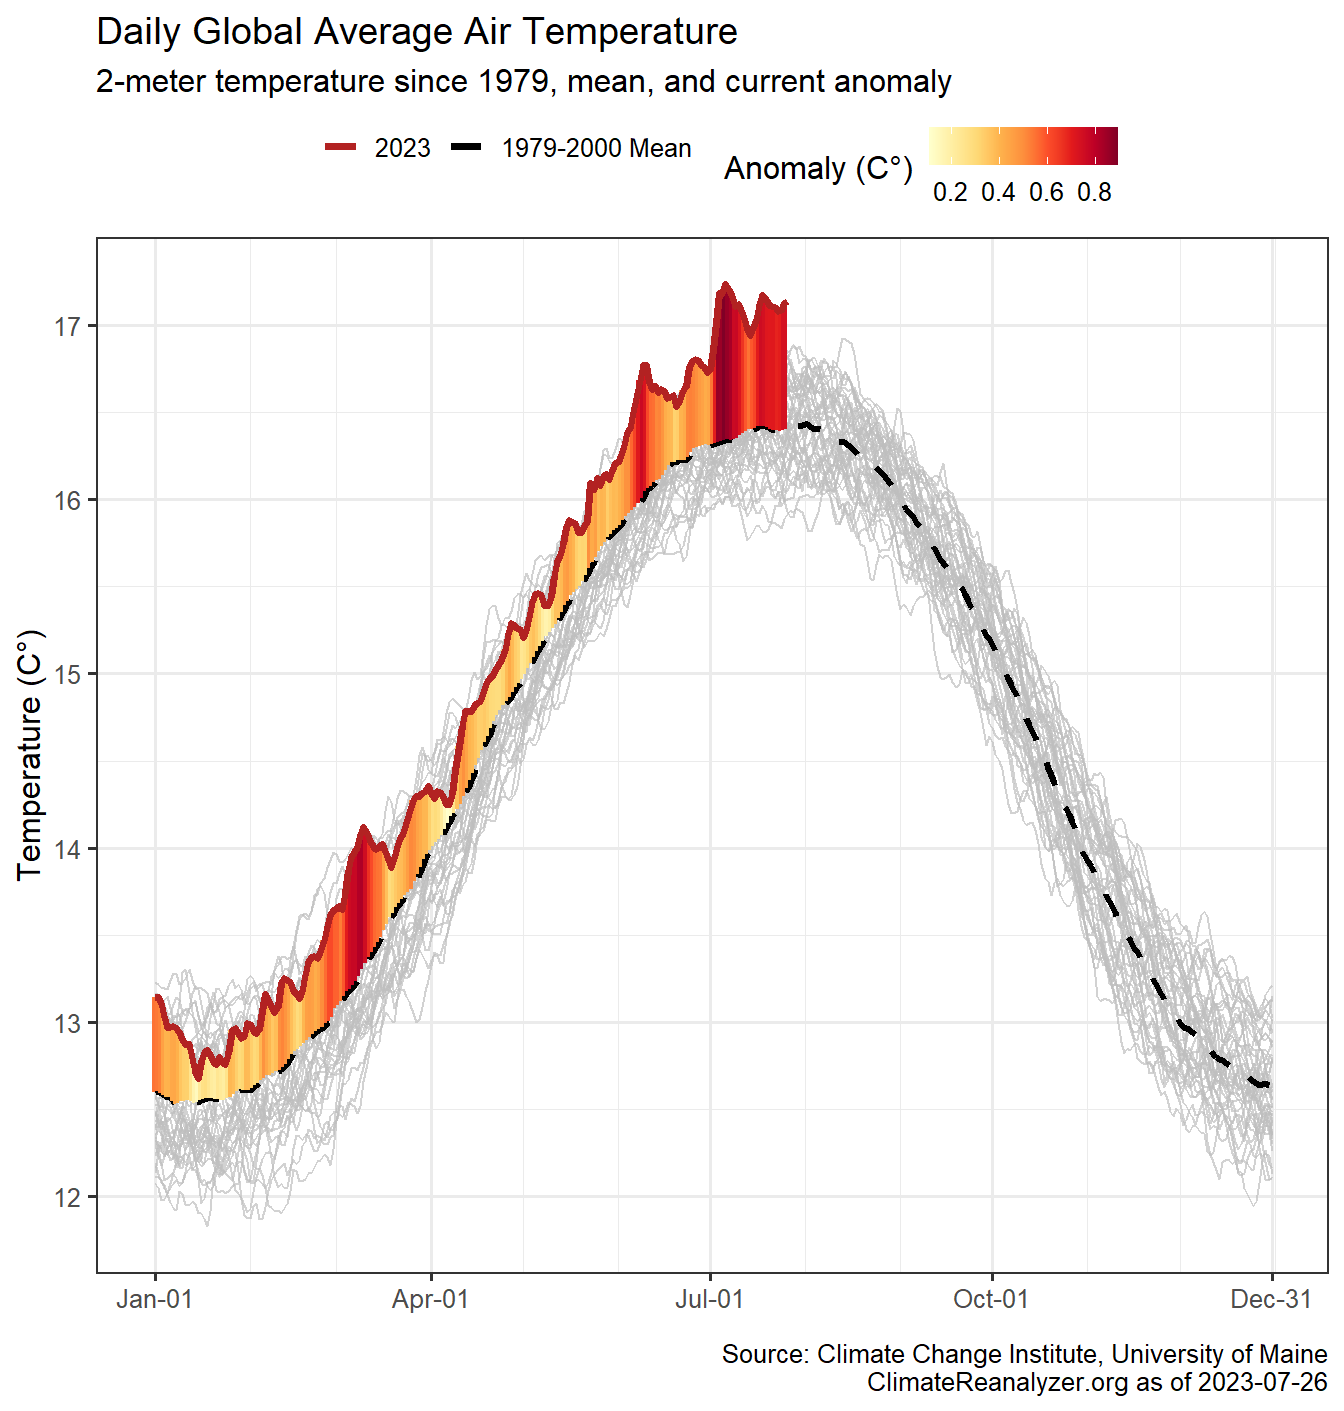 Daily Global Average Air Temperature
2-meter temperature since 1979, mean, and current anomaly
2023
1979-2000 Mean
Anomaly (C°)
0.2 0.4 0.6 0.8
Temperature (C°)
17
16
15
14
13
12
Jan-01 Apr-01 Jul-01 Oct-01 Dec-31
Source: Climate Change Institute, University of Maine
ClimateReanalyzer.org as of 2023-07-26